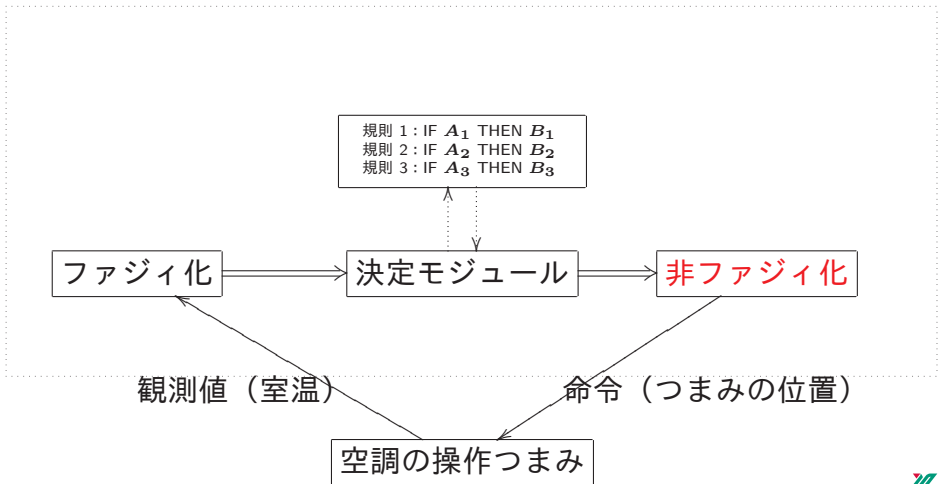 規則 1 : IF A₁ THEN B₁
規則 2 : IF A₂ THEN B₂
規則 3 : IF A₃ THEN B₃
ファジィ化
決定モジュール
非ファジィ化
観測値（室温）
命令（つまみの位置）
空調の操作つまみ